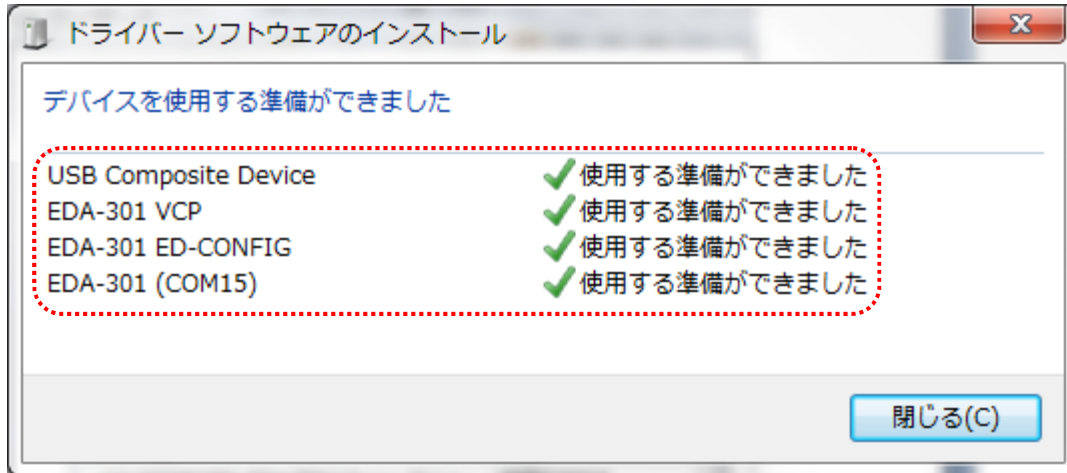 ドライバー ソフトウェアのインストール
デバイスを使用する準備ができました
USB Composite Device 使用する準備ができました
EDA-301 VCP 使用する準備ができました
EDA-301 ED-CONFIG 使用する準備ができました
EDA-301 (COM15) 使用する準備ができました
閉じる(C)